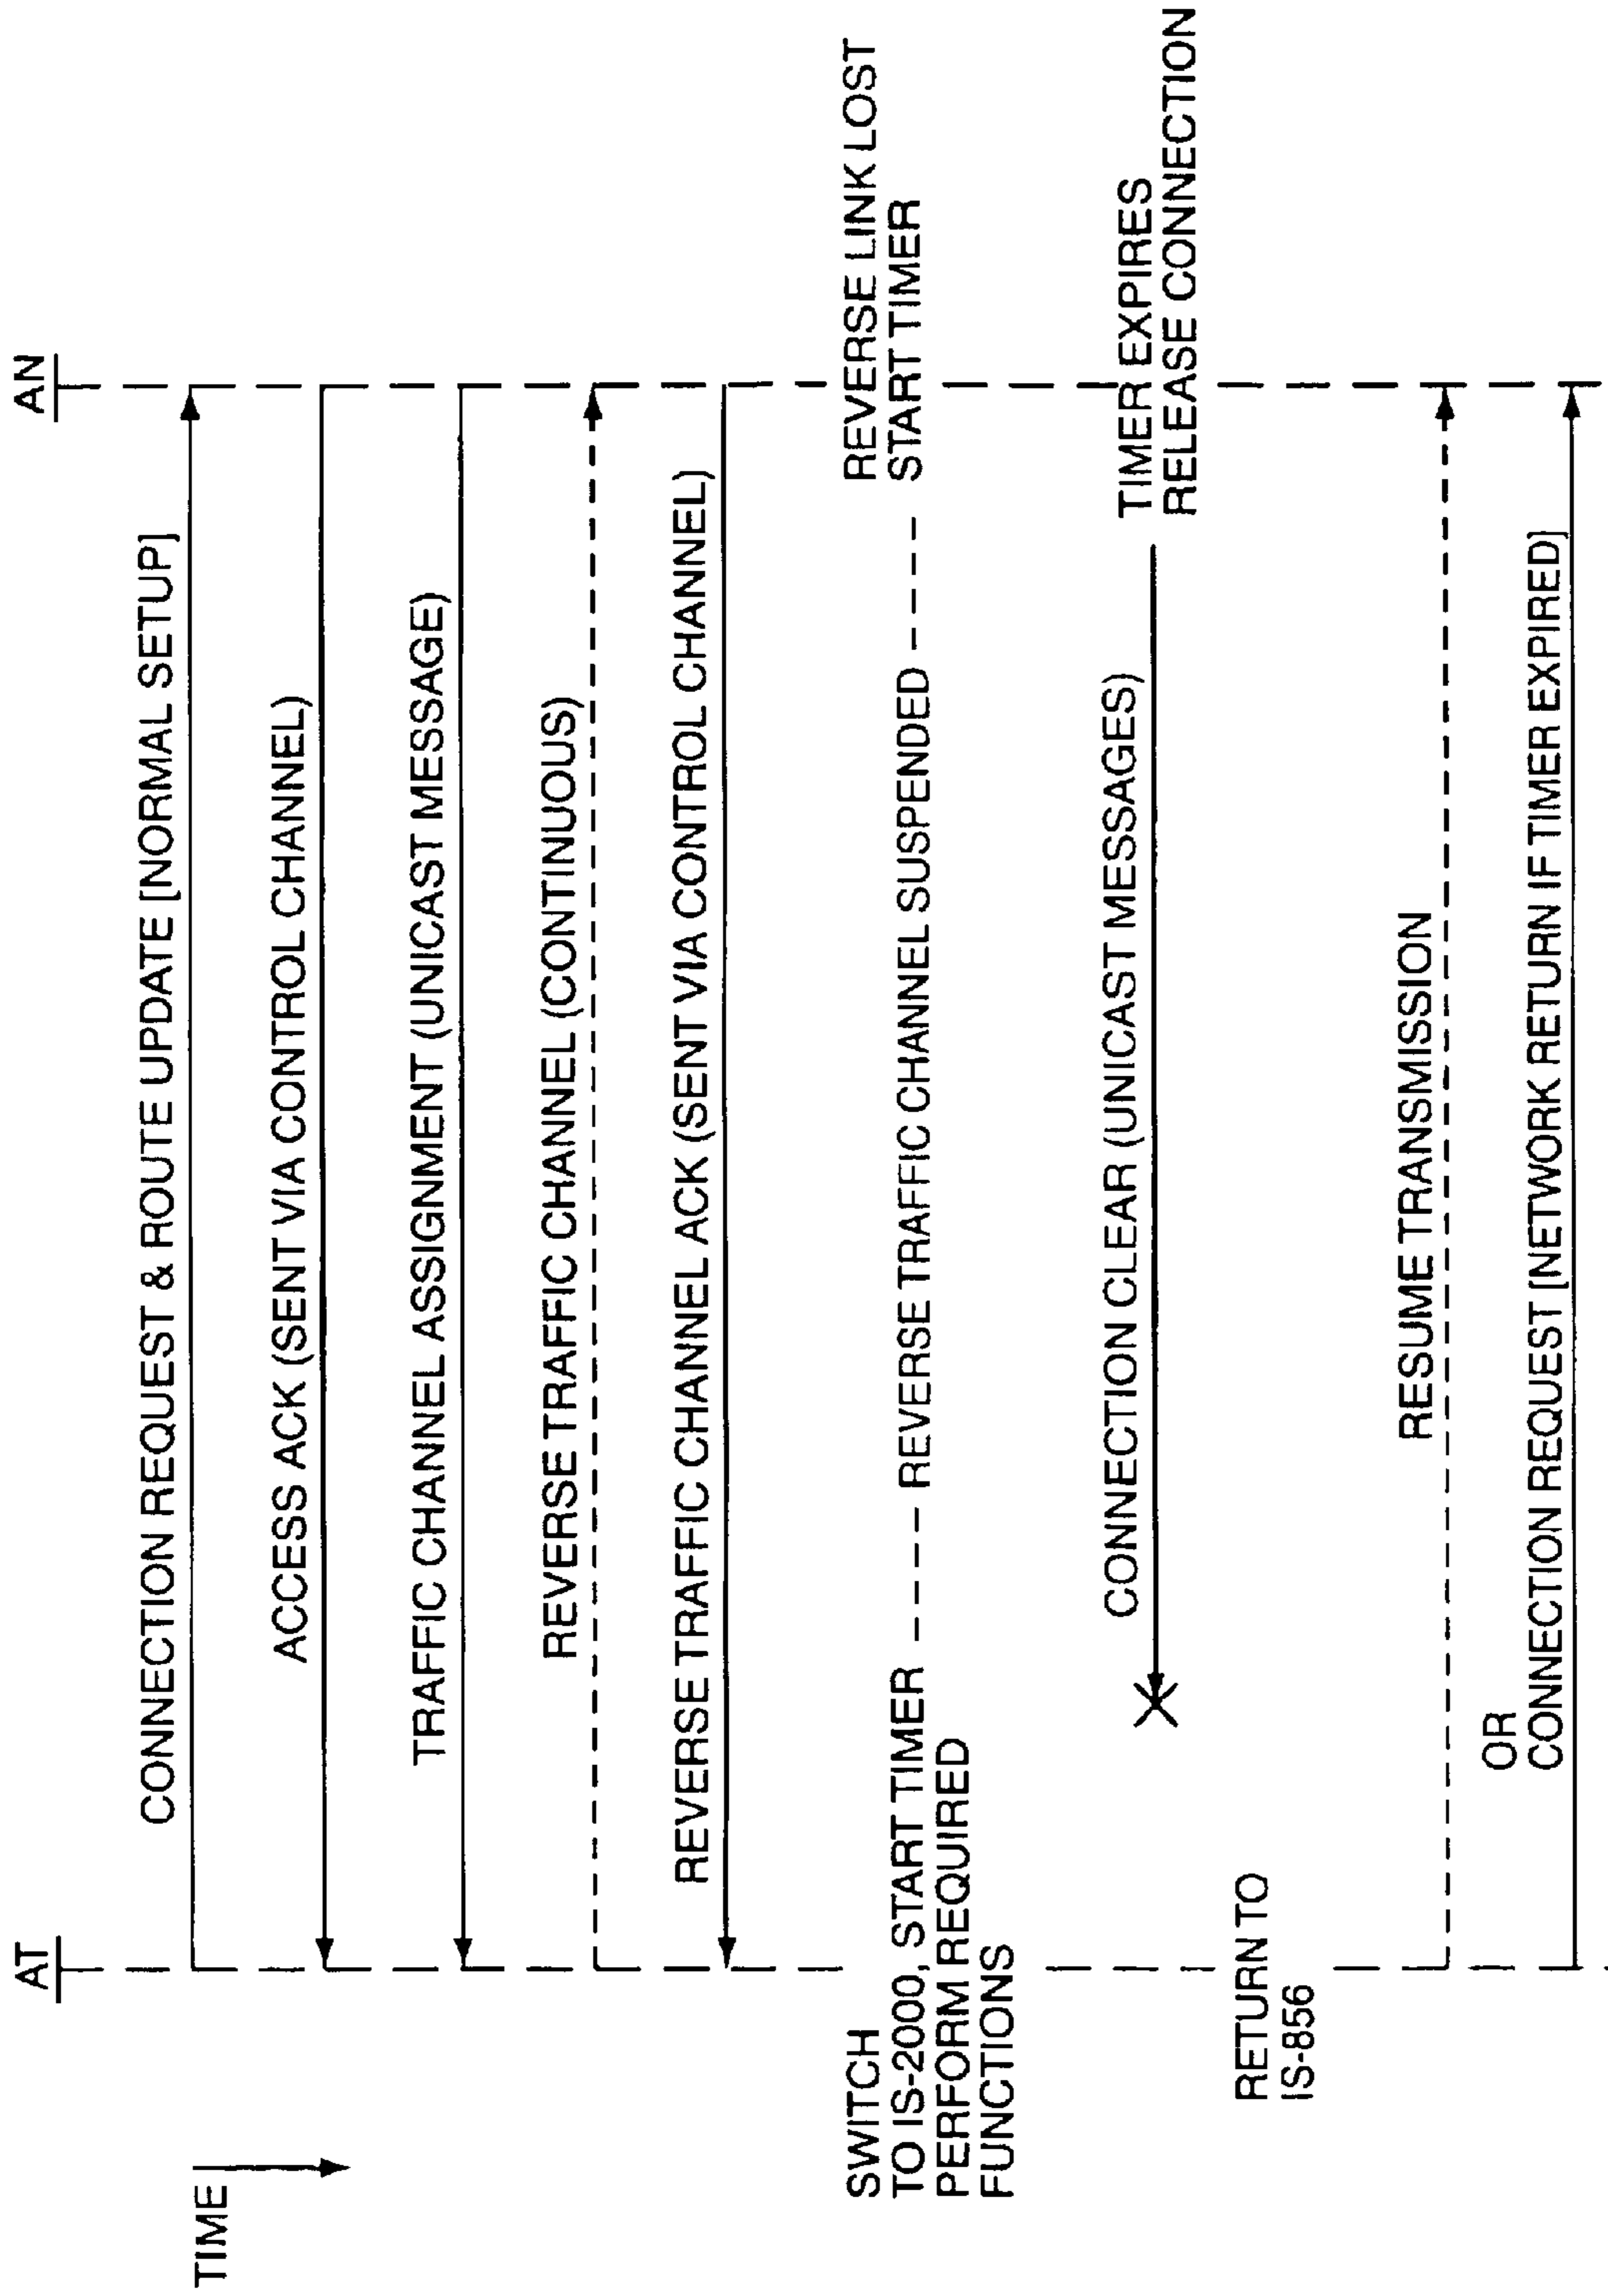 AT
AN
TIME
CONNECTION REQUEST & ROUTE UPDATE [NORMAL SETUP]
ACCESS ACK (SENT VIA CONTROL CHANNEL)
TRAFFIC CHANNEL ASSIGNMENT (UNICAST MESSAGE)
REVERSE TRAFFIC CHANNEL (CONTINUOUS)
REVERSE TRAFFIC CHANNEL ACK (SENT VIA CONTROL CHANNEL)
SWITCH
TO IS-2000, START TIMER
PERFORM REQUIRED
FUNCTIONS
REVERSE TRAFFIC CHANNEL SUSPENDED
REVERSE LINK LOST
START TIMER
CONNECTION CLEAR (UNICAST MESSAGES)
TIMER EXPIRES
RELEASE CONNECTION
RETURN TO
IS-856
RESUME TRANSMISSION
OR
CONNECTION REQUEST [NETWORK RETURN IF TIMER EXPIRED]